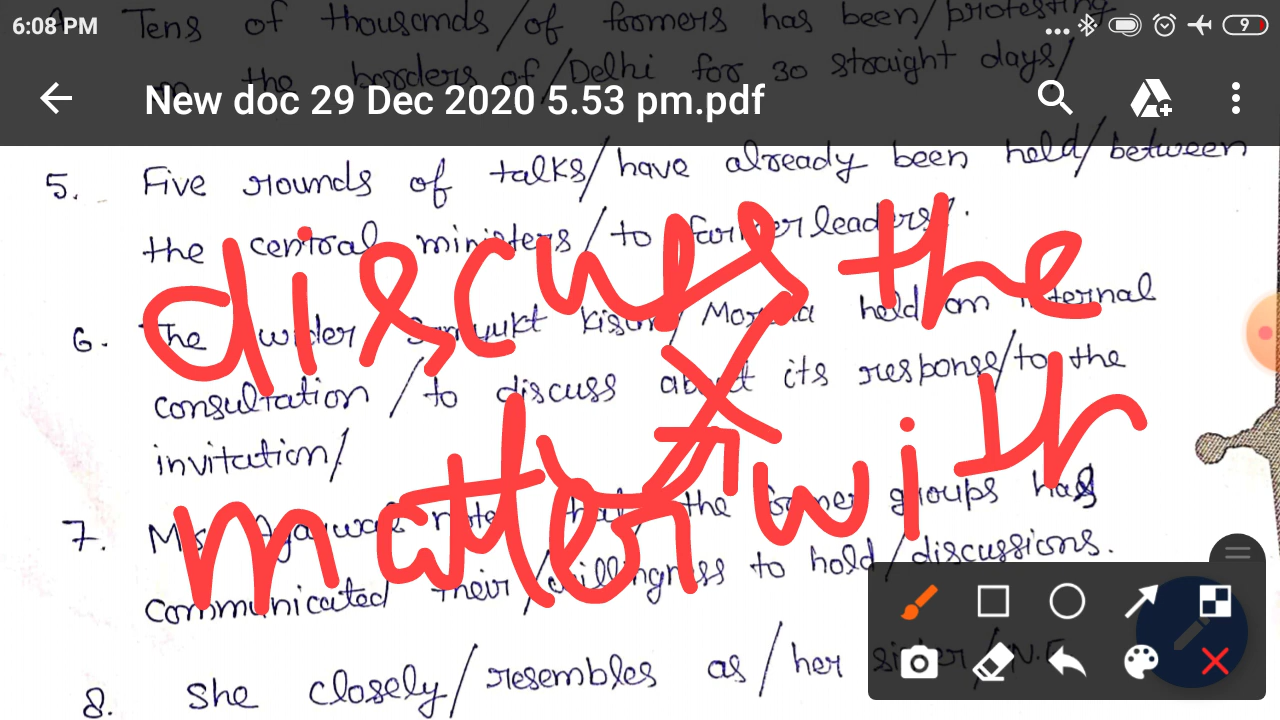 6:08 PM
9
Tens of thousands/of farmers has been/protesting
the borders of/Delhi for 30 straight days/
New doc 29 Dec 2020 5.53 pm.pdf
5. Five rounds of talks/have already been held/between
the central ministers/to farmer leaders/.
6. The wider Samyukt kisan/Morcha held an internal
consultation/to discuss about its response/to the
invitation/
discuss the
matter with
7. Agarwal noted that/the farmer groups has
communicated their/willingness to hold/discussions.
8. She closely/resembles as/her sister/N.E